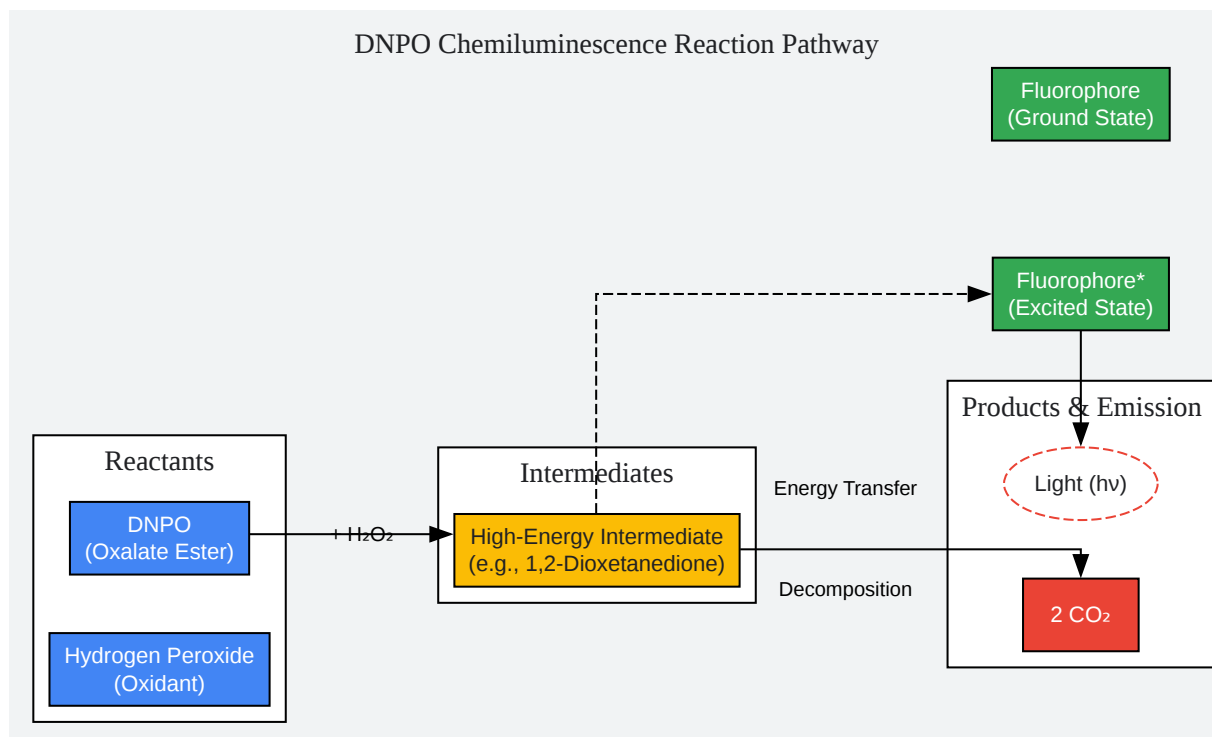 DNPO Chemiluminescence Reaction Pathway
Fluorophore
(Ground State)
Fluorophore*
(Excited State)
Products & Emission
Reactants
Intermediates
Energy Transfer
Light (hν)
DNPO
(Oxalate Ester)
+ H₂O₂
High-Energy Intermediate
(e.g., 1,2-Dioxetanedione)
Decomposition
2 CO₂
Hydrogen Peroxide
(Oxidant)